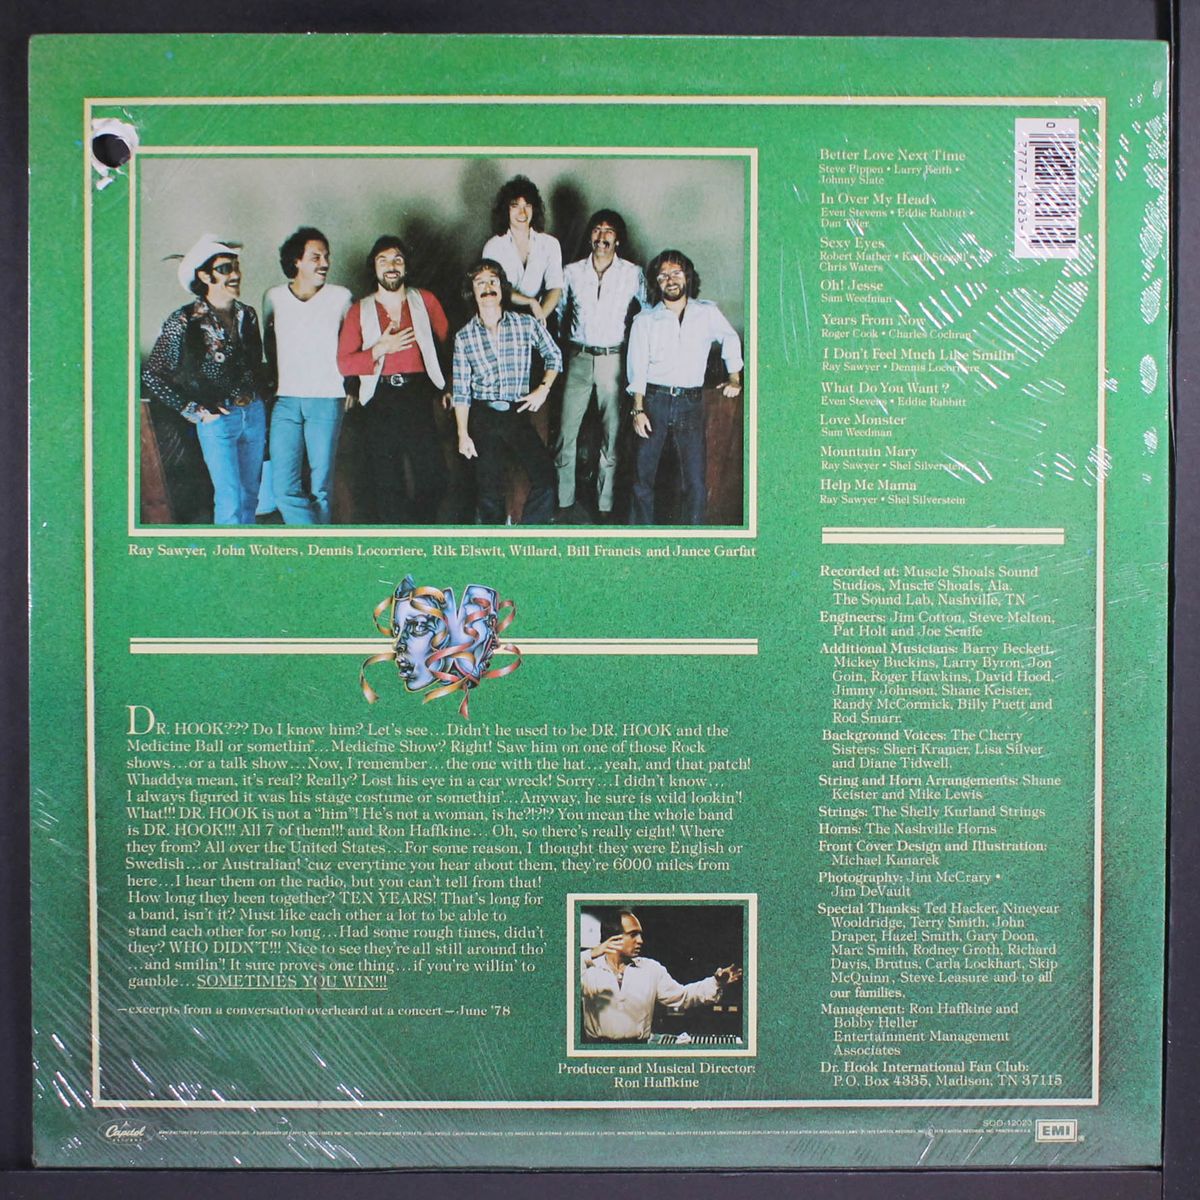 Ray Sawyer, John Wolters, Dennis Locorriere, Rik Elswit, Willard, Bill Francis and Jance Garfat
DR. HOOK??? Do I know him? Let's see...Didn't he used to be DR. HOOK and the
Medicine Ball or somethin'...Medicine Show? Right! Saw him on one of those Rock
shows...or a talk show...Now, I remember...the one with the hat...yeah, and that patch!
Whaddya mean, it's real? Really? Lost his eye in a car wreck! Sorry...I didn't know...
I always figured it was his stage costume or somethin'...Anyway, he sure is wild lookin'!
What!!! DR. HOOK is not a "him"! He's not a woman, is he?!?!? You mean the whole band
is DR. HOOK!!! All 7 of them!!! and Ron Haffkine... Oh, so there's really eight! Where
they from? All over the United States...For some reason, I thought they were English or
Swedish...or Australian! 'cuz everytime you hear about them, they're 6000 miles from
here...I hear them on the radio, but you can't tell from that!
How long they been together? TEN YEARS! That's long for
a band, isn't it? Must like each other a lot to be able to
stand each other for so long...Had some rough times, didn't
they? WHO DIDN'T!!! Nice to see they're all still around tho'
...and smilin'! It sure proves one thing...if you're willin' to
gamble...SOMETIMES YOU WIN!!!
—excerpts from a conversation overheard at a concert—June '78
Producer and Musical Director:
Ron Haffkine
Better Love Next Time
Steve Pippen • Larry Keith •
Johnny Slate
In Over My Head
Even Stevens • Eddie Rabbitt •
Dan Tyler
Sexy Eyes
Robert Mather • Keith Stegall •
Chris Waters
Oh! Jesse
Sam Weedman
Years From Now
Roger Cook • Charles Cochran
I Don't Feel Much Like Smilin'
Ray Sawyer • Dennis Locorriere
What Do You Want?
Even Stevens • Eddie Rabbitt
Love Monster
Sam Weedman
Mountain Mary
Ray Sawyer • Shel Silverstein
Help Me Mama
Ray Sawyer • Shel Silverstein
0 7777-12023
Recorded at: Muscle Shoals Sound
Studios, Muscle Shoals, Ala.
The Sound Lab, Nashville, TN
Engineers: Jim Cotton, Steve Melton,
Pat Holt and Joe Scaife
Additional Musicians: Barry Beckett,
Mickey Buckins, Larry Byrom, Jon
Goin, Roger Hawkins, David Hood,
Jimmy Johnson, Shane Keister,
Randy McCormick, Billy Puett and
Rod Smarr.
Background Voices: The Cherry
Sisters: Sheri Kramer, Lisa Silver
and Diane Tidwell.
String and Horn Arrangements: Shane
Keister and Mike Lewis
Strings: The Shelly Kurland Strings
Horns: The Nashville Horns
Front Cover Design and Illustration:
Michael Kanarek
Photography: Jim McCrary •
Jim DeVault
Special Thanks: Ted Hacker, Nineyear
Wooldridge, Terry Smith, John
Draper, Hazel Smith, Gary Doon,
Marc Smith, Rodney Groth, Richard
Davis, Brutus, Carla Lockhart, Skip
McQuinn, Steve Leasure and to all
our families.
Management: Ron Haffkine and
Bobby Heller
Entertainment Management
Associates
Dr. Hook International Fan Club:
P.O. Box 4335, Madison, TN 37115
Capitol
SOO-12023
EMI